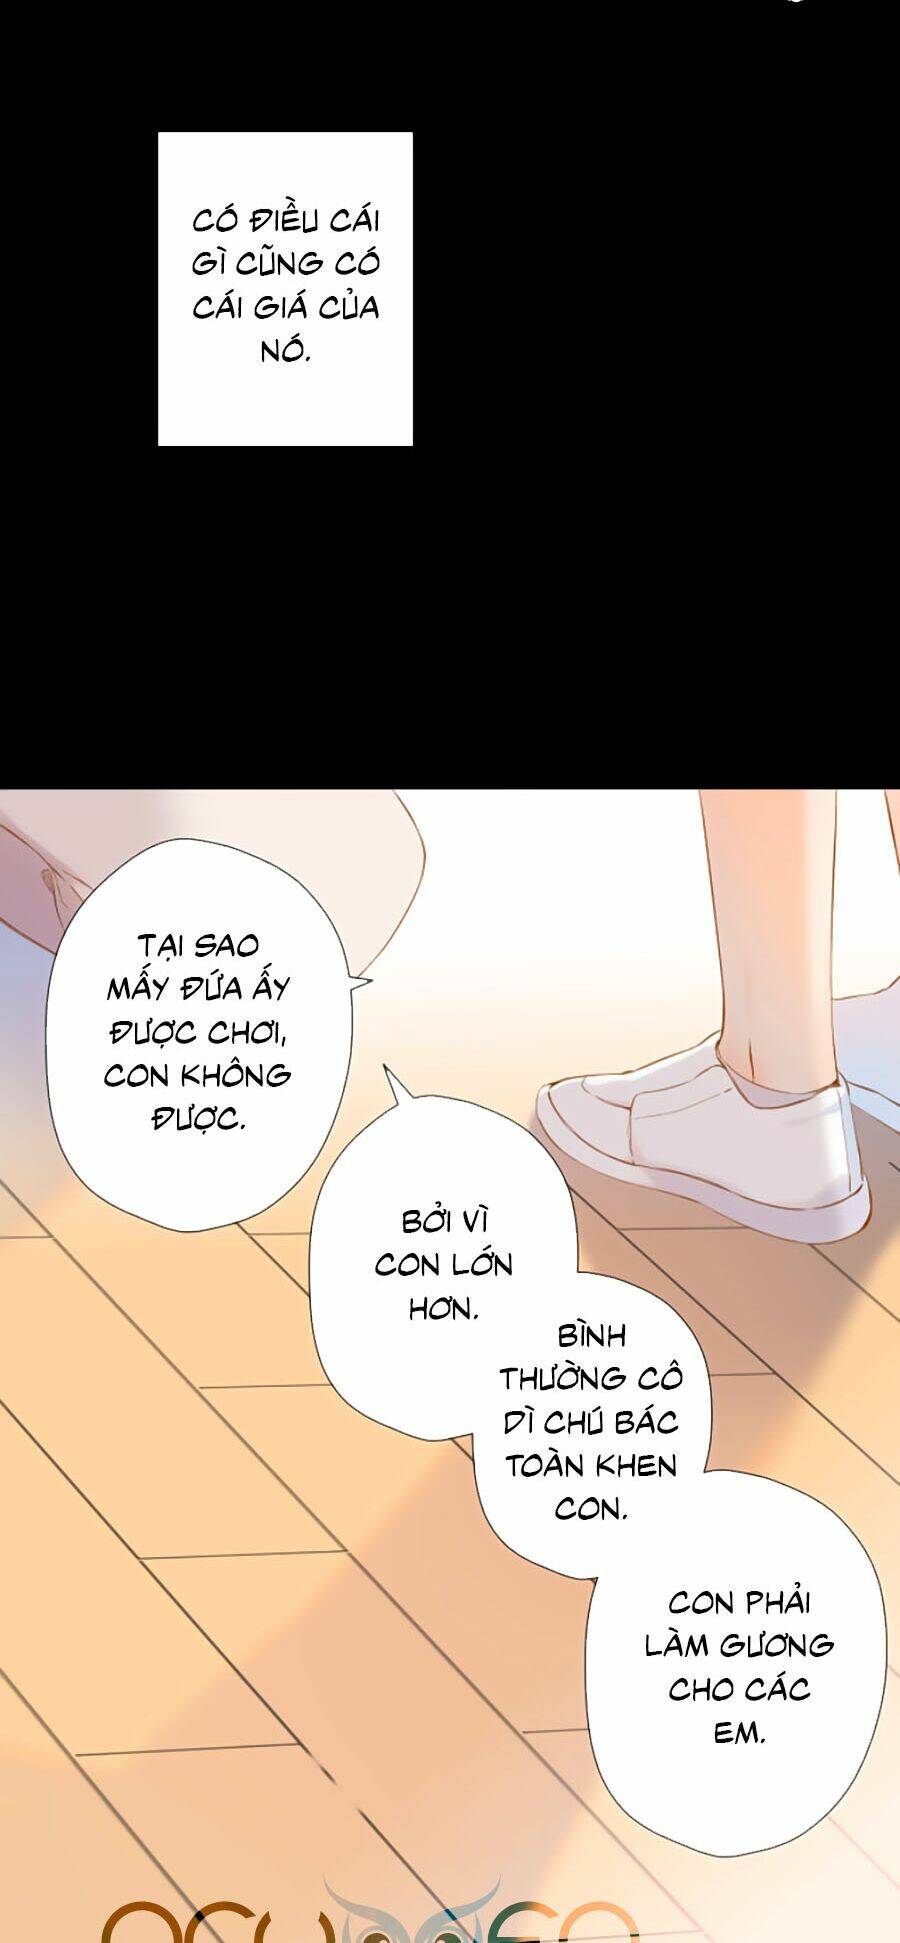 CÓ ĐIỀU CÁI
GÌ CŨNG CÓ
CÁI GIÁ CỦA
NÓ.
TẠI SAO
MẤY ĐỨA ẤY
ĐƯỢC CHƠI,
CON KHÔNG
ĐƯỢC.
BỞI VÌ
CON LỚN
HƠN.
BÌNH
THƯỜNG CÔ
DÌ CHÚ BÁC
TOÀN KHEN
CON.
CON PHẢI
LÀM GƯƠNG
CHO CÁC
EM.